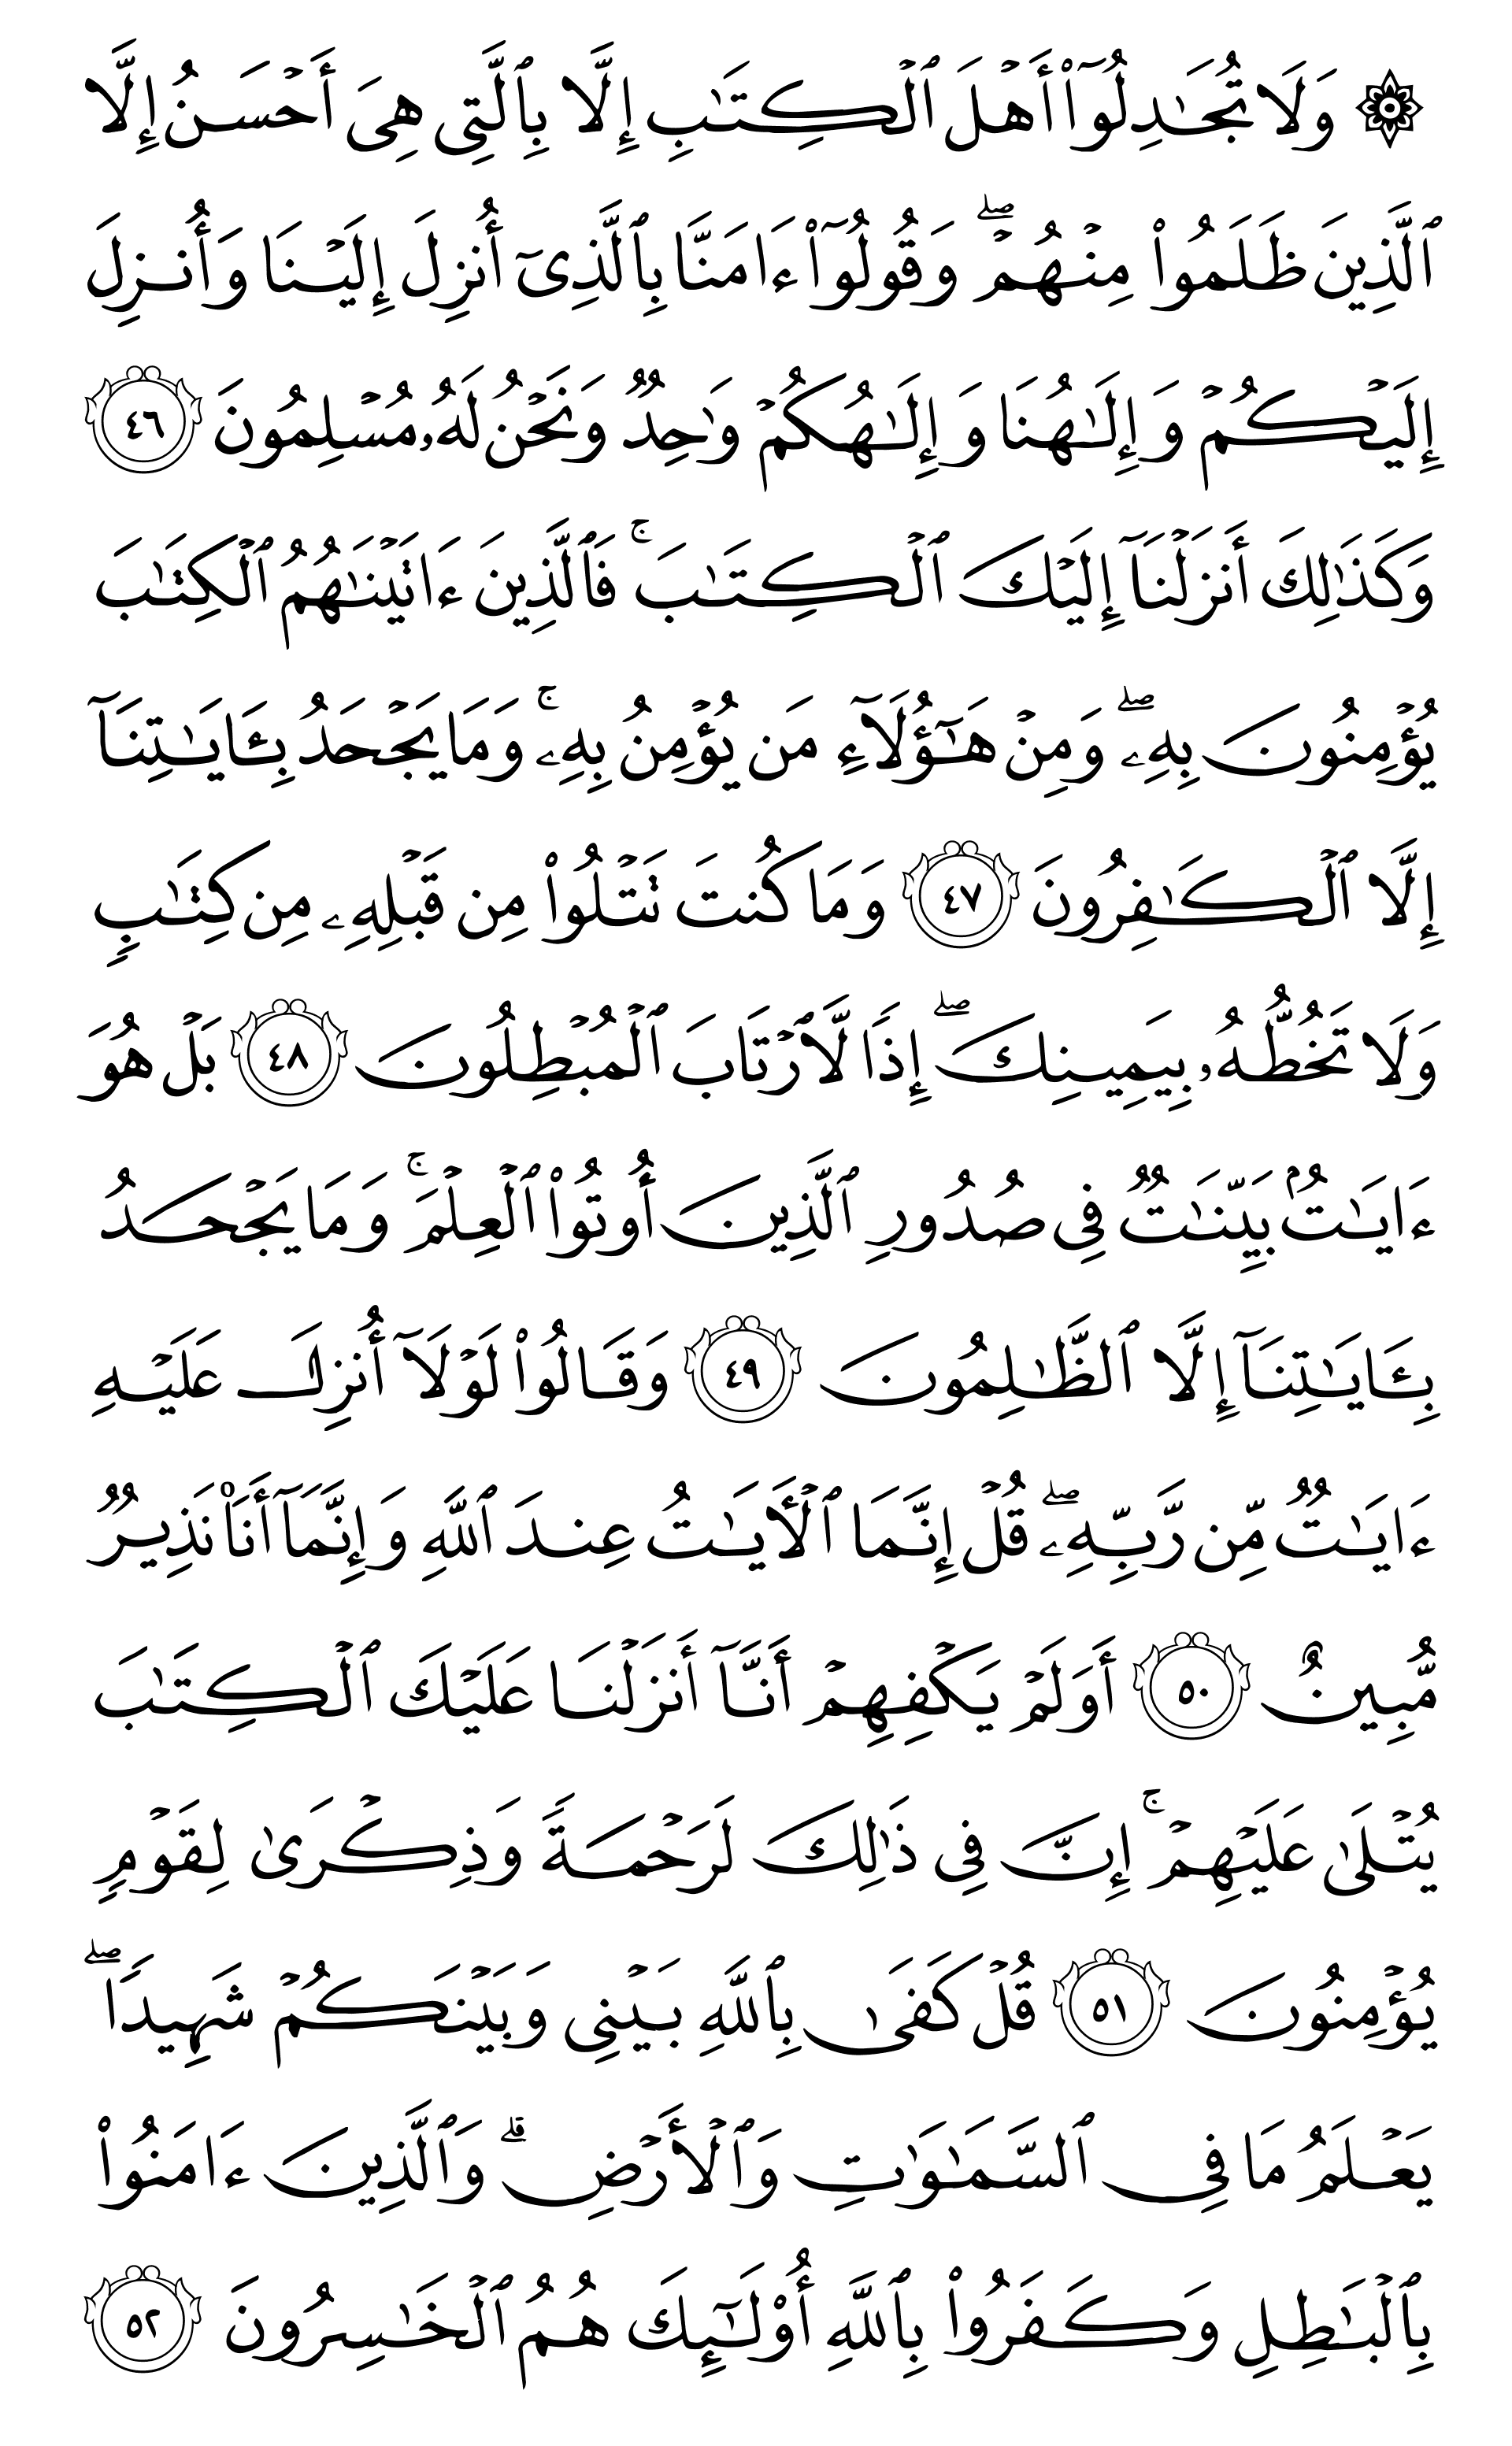 ۞ وَلَا تُجَٰدِلُوٓا۟ أَهْلَ ٱلْكِتَٰبِ إِلَّا بِٱلَّتِى هِىَ أَحْسَنُ إِلَّا
ٱلَّذِينَ ظَلَمُوا۟ مِنْهُمْ ۖ وَقُولُوٓا۟ ءَامَنَّا بِٱلَّذِىٓ أُنزِلَ إِلَيْنَا وَأُنزِلَ
إِلَيْكُمْ وَإِلَٰهُنَا وَإِلَٰهُكُمْ وَٰحِدٌ وَنَحْنُ لَهُۥ مُسْلِمُونَ ٤٦
وَكَذَٰلِكَ أَنزَلْنَآ إِلَيْكَ ٱلْكِتَٰبَ ۚ فَٱلَّذِينَ ءَاتَيْنَٰهُمُ ٱلْكِتَٰبَ
يُؤْمِنُونَ بِهِۦ ۖ وَمِنْ هَٰٓؤُلَآءِ مَن يُؤْمِنُ بِهِۦ ۚ وَمَا يَجْحَدُ بِـَٔايَٰتِنَآ
إِلَّا ٱلْكَٰفِرُونَ ٤٧ وَمَا كُنتَ تَتْلُوا۟ مِن قَبْلِهِۦ مِن كِتَٰبٍ
وَلَا تَخُطُّهُۥ بِيَمِينِكَ ۖ إِذًا لَّٱرْتَابَ ٱلْمُبْطِلُونَ ٤٨ بَلْ هُوَ
ءَايَٰتٌۢ بَيِّنَٰتٌ فِى صُدُورِ ٱلَّذِينَ أُوتُوا۟ ٱلْعِلْمَ ۚ وَمَا يَجْحَدُ
بِـَٔايَٰتِنَآ إِلَّا ٱلظَّٰلِمُونَ ٤٩ وَقَالُوا۟ لَوْلَآ أُنزِلَ عَلَيْهِ
ءَايَٰتٌ مِّن رَّبِّهِۦ ۖ قُلْ إِنَّمَا ٱلْـَٔايَٰتُ عِندَ ٱللَّهِ وَإِنَّمَآ أَنَا۠ نَذِيرٌ
مُّبِينٌ ٥٠ أَوَلَمْ يَكْفِهِمْ أَنَّآ أَنزَلْنَا عَلَيْكَ ٱلْكِتَٰبَ
يُتْلَىٰ عَلَيْهِمْ ۚ إِنَّ فِى ذَٰلِكَ لَرَحْمَةً وَذِكْرَىٰ لِقَوْمٍ
يُؤْمِنُونَ ٥١ قُلْ كَفَىٰ بِٱللَّهِ بَيْنِى وَبَيْنَكُمْ شَهِيدًا ۖ
يَعْلَمُ مَا فِى ٱلسَّمَٰوَٰتِ وَٱلْأَرْضِ ۗ وَٱلَّذِينَ ءَامَنُوا۟
بِٱلْبَٰطِلِ وَكَفَرُوا۟ بِٱللَّهِ أُو۟لَٰٓئِكَ هُمُ ٱلْخَٰسِرُونَ ٥٢